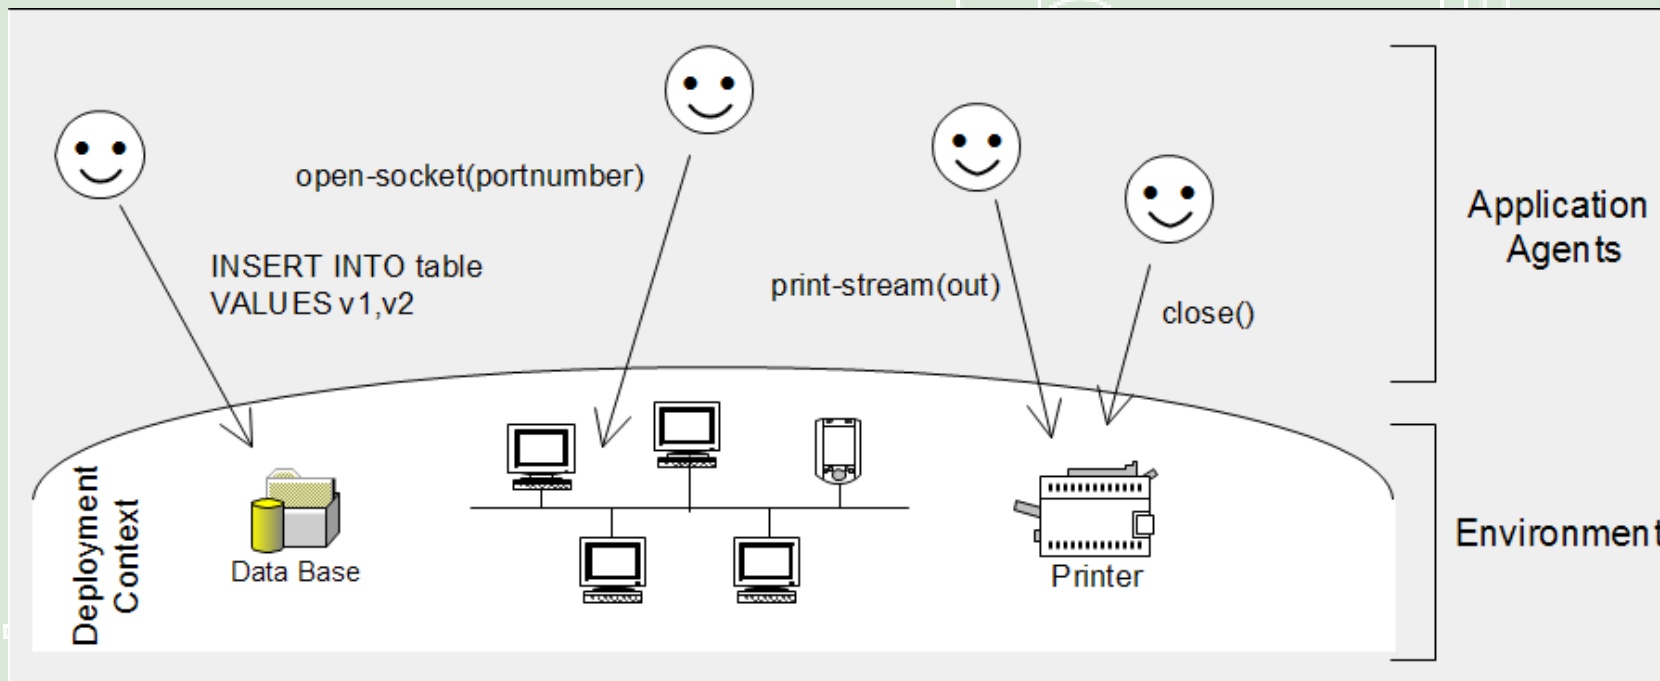 open-socket(portnumber)
INSERT INTO table
VALUES v1,v2
print-stream(out)
close()
Application
Agents
Deployment
Context
Data Base
Printer
Environment